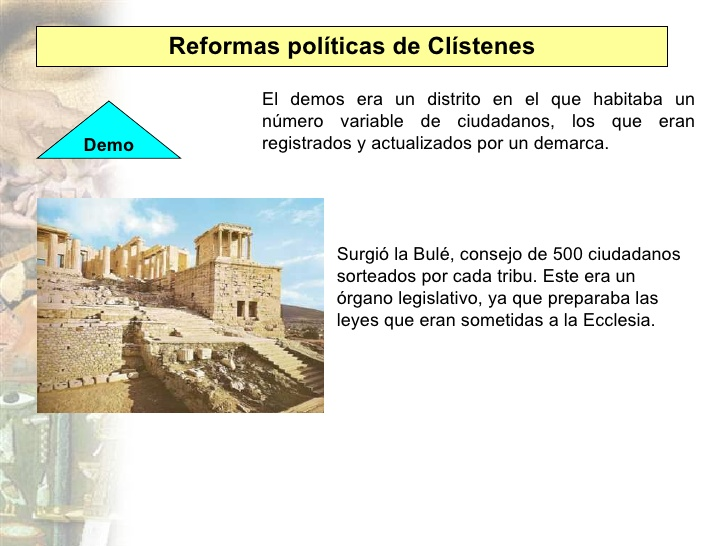 Reformas políticas de Clístenes
El demos era un distrito en el que habitaba un
número variable de ciudadanos, los que eran
registrados y actualizados por un demarca.
Demo
Surgió la Bulé, consejo de 500 ciudadanos
sorteados por cada tribu. Este era un
órgano legislativo, ya que preparaba las
leyes que eran sometidas a la Ecclesia.